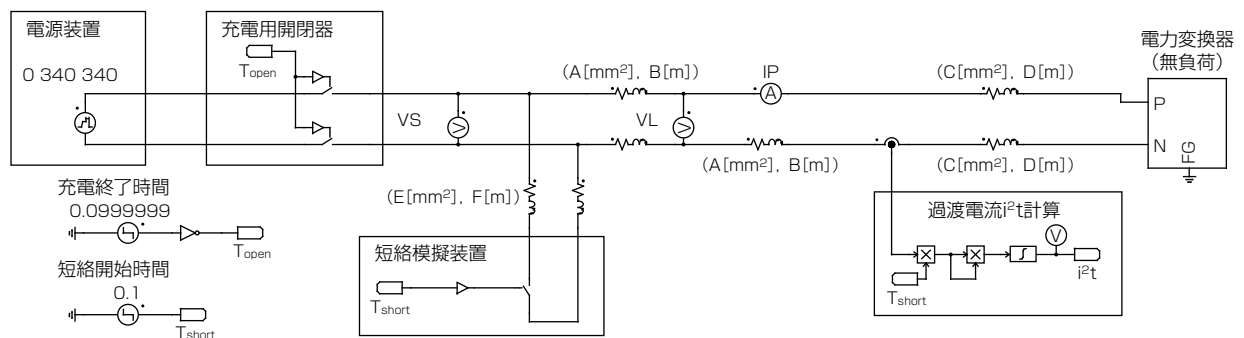 電源装置
0 340 340
充電用開閉器
Topen
VS
(A[mm²], B[m])
VL
V
V
IP
A
(C[mm²], D[m])
電力変換器
(無負荷)
P
N
FG
(A[mm²], B[m])
(C[mm²], D[m])
(E[mm²], F[m])
充電終了時間
0.0999999
Topen
短絡開始時間
0.1
Tshort
短絡模擬装置
Tshort
過渡電流i²t計算
V
Tshort
i²t